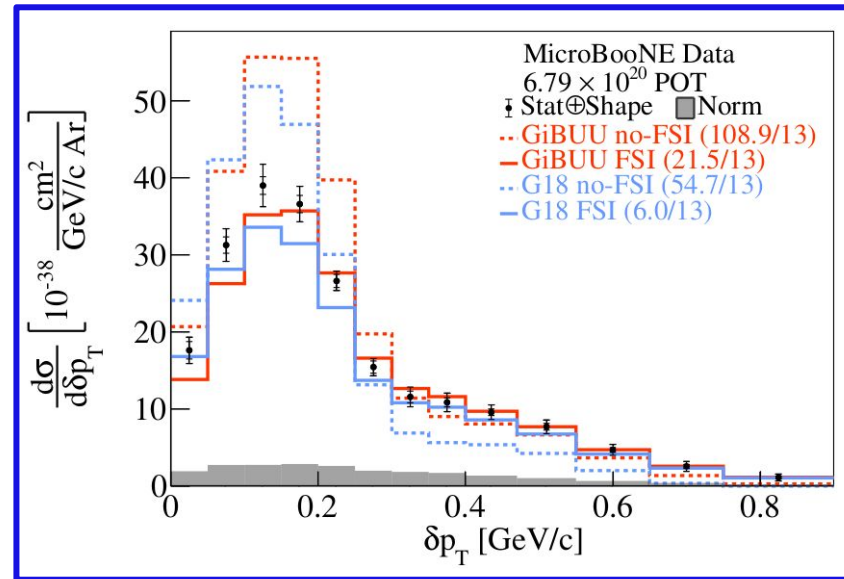 MicroBooNE Data
6.79 × 10²⁰ POT
Stat⊕Shape Norm
GiBUU no-FSI (108.9/13)
GiBUU FSI (21.5/13)
G18 no-FSI (54.7/13)
G18 FSI (6.0/13)
dσ/dδp_T [10⁻³⁸ cm²/(GeV/c Ar)]
50
40
30
20
10
0
0 0.2 0.4 0.6 0.8
δp_T [GeV/c]